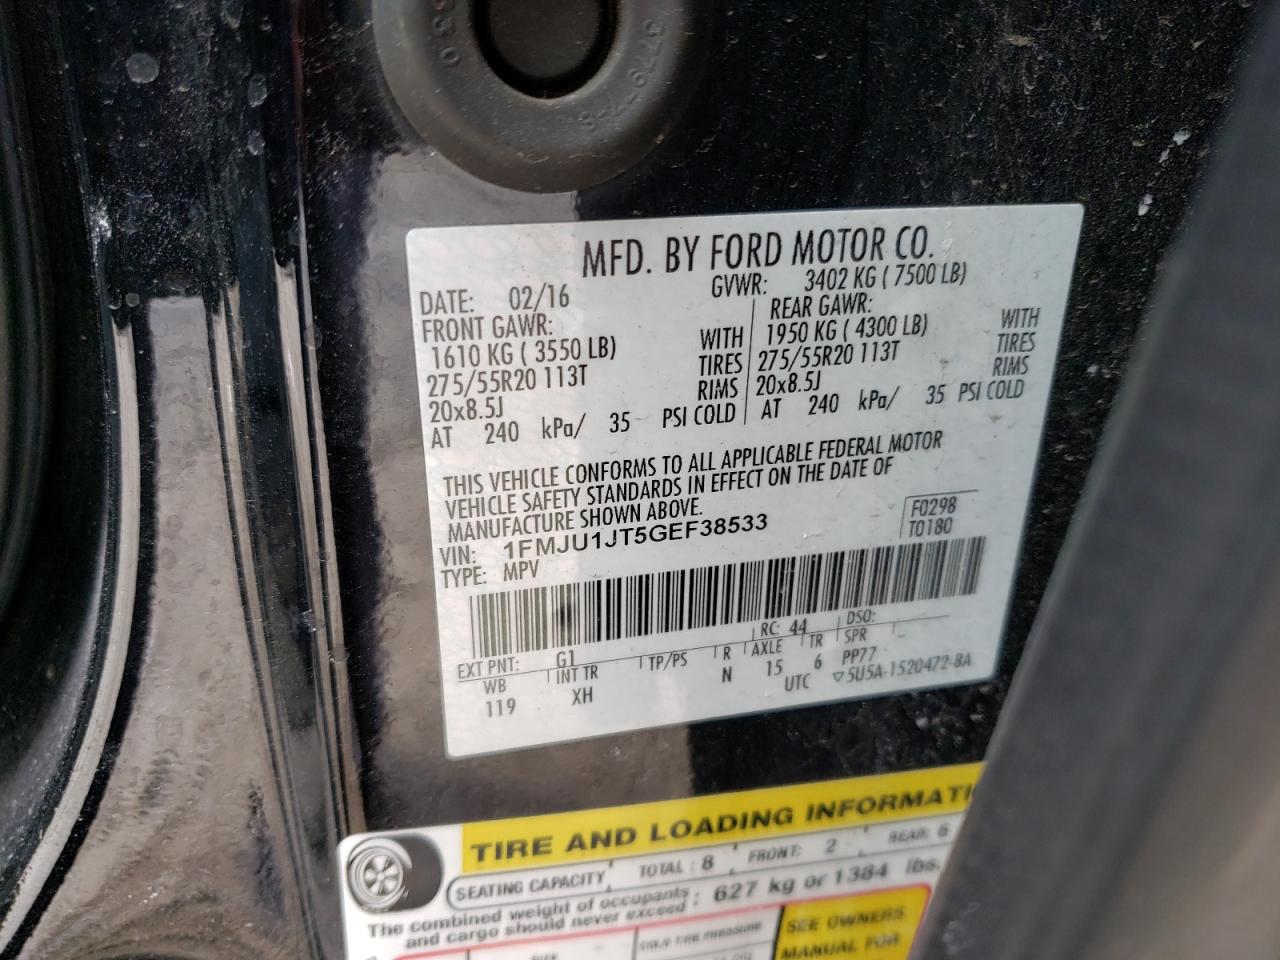 MFD. BY FORD MOTOR CO.
DATE: 02/16 GVWR: 3402 KG ( 7500 LB)
FRONT GAWR: REAR GAWR:
1610 KG ( 3550 LB) WITH 1950 KG ( 4300 LB) WITH
275/55R20 113T TIRES 275/55R20 113T TIRES
20x8.5J RIMS 20x8.5J RIMS
AT 240 kPa/ 35 PSI COLD AT 240 kPa/ 35 PSI COLD
THIS VEHICLE CONFORMS TO ALL APPLICABLE FEDERAL MOTOR
VEHICLE SAFETY STANDARDS IN EFFECT ON THE DATE OF
MANUFACTURE SHOWN ABOVE.
F0298
T0180
VIN: 1FMJU1JT5GEF38533
TYPE: MPV
EXT PNT: G1 RC: 44 DSO:
WB INT TR TP/PS R AXLE TR SPR
119 XH N 15 6 PP77
UTC ▽5U5A-1520472-BA
TIRE AND LOADING INFORMATI
SEATING CAPACITY TOTAL : 8 FRONT: 2 REAR: 6
The combined weight of occupants : 627 kg or 1384 lbs.
and cargo should never exceed
SEE OWNERS
MANUAL FOR